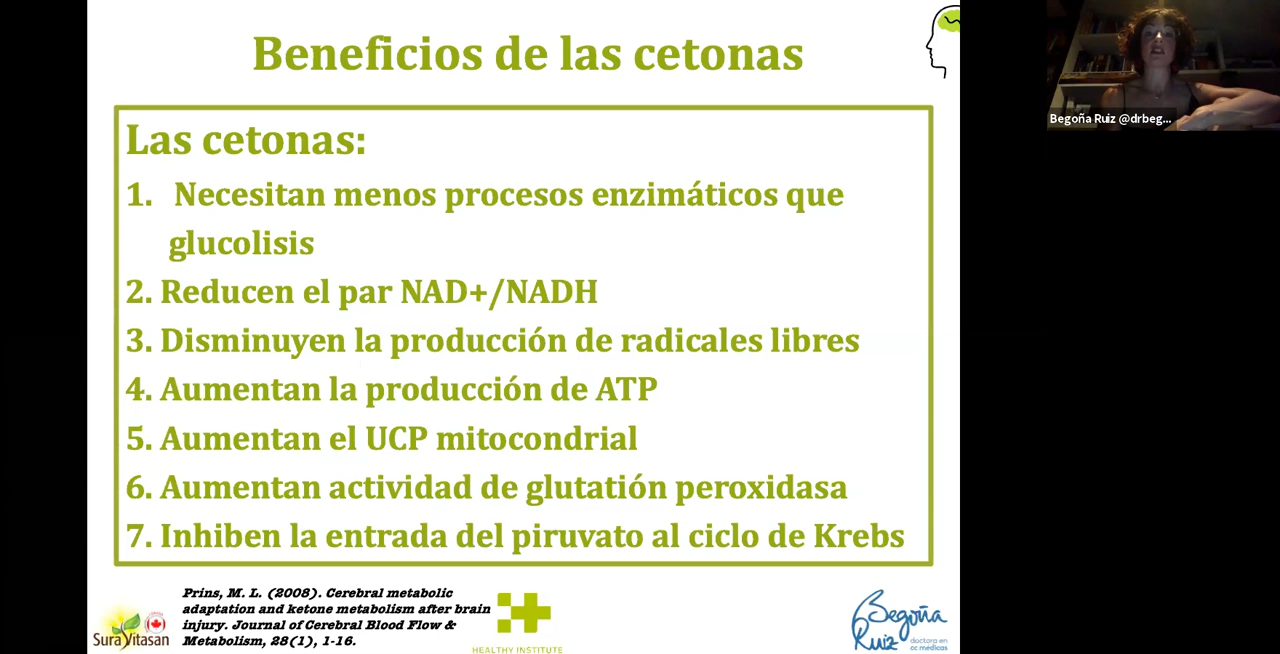 Beneficios de las cetonas
Las cetonas:
1. Necesitan menos procesos enzimáticos que
glucolisis
2. Reducen el par NAD+/NADH
3. Disminuyen la producción de radicales libres
4. Aumentan la producción de ATP
5. Aumentan el UCP mitocondrial
6. Aumentan actividad de glutatión peroxidasa
7. Inhiben la entrada del piruvato al ciclo de Krebs
Prins, M. L. (2008). Cerebral metabolic
adaptation and ketone metabolism after brain
injury. Journal of Cerebral Blood Flow &
Metabolism, 28(1), 1-16.
SuraVitasan
HEALTHY INSTITUTE
Begoña
Ruiz
doctora en
cc médicas
Begoña Ruiz @drbeg...